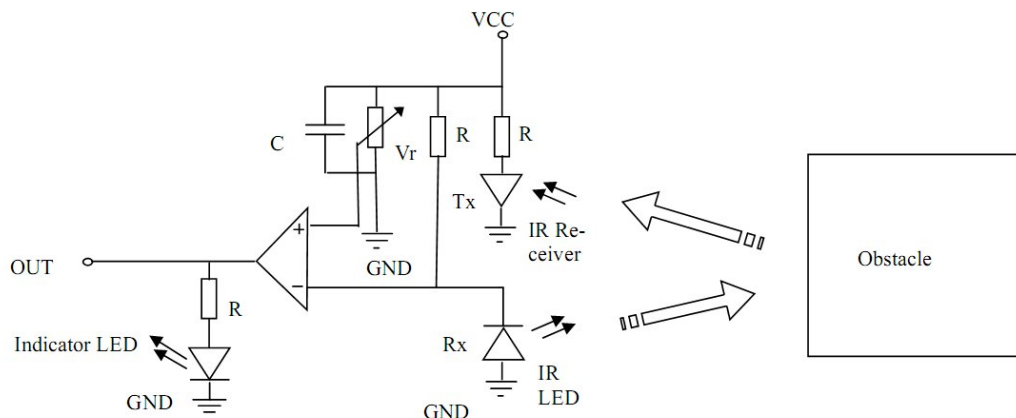 VCC
C
Vr
R
R
Tx
IR Re-
ceiver
+
GND
OUT
−
Obstacle
R
Rx
Indicator LED
IR
LED
GND
GND